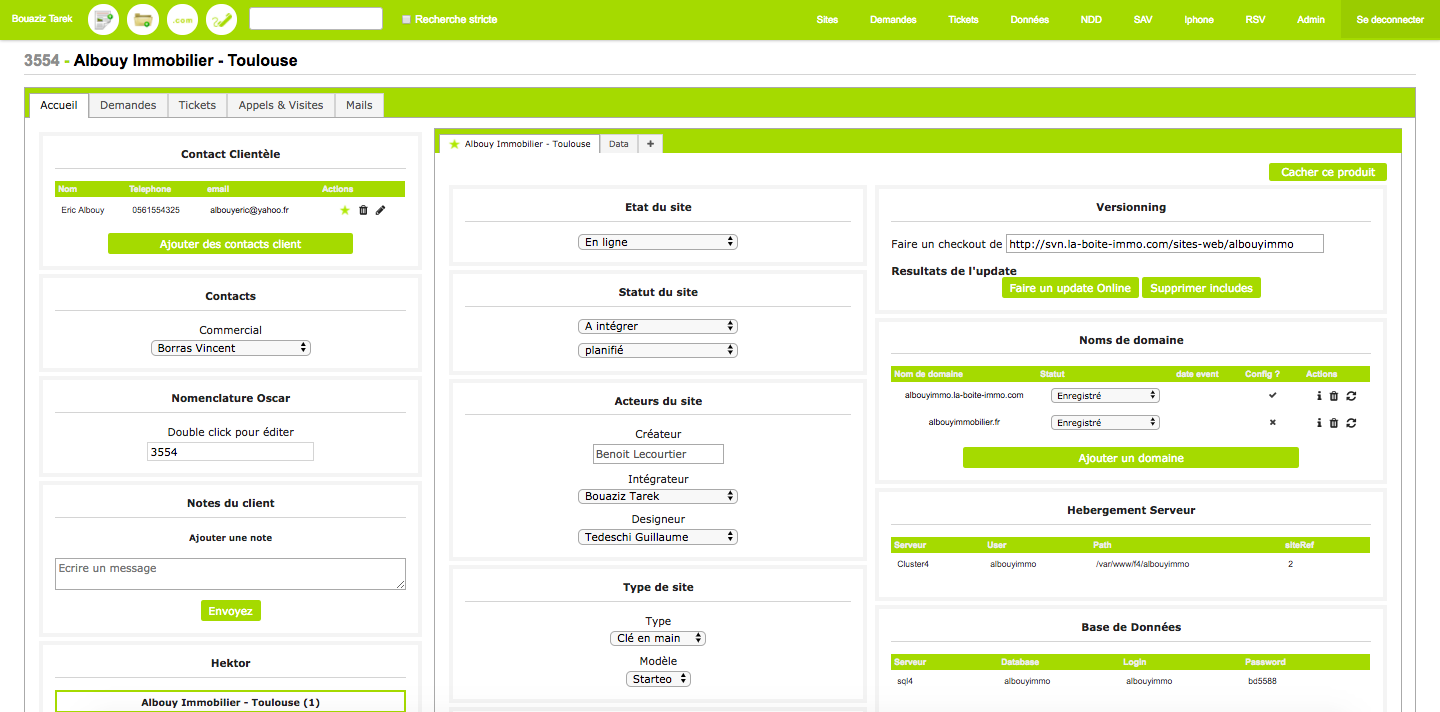 Bouaziz Tarek
.com
Recherche stricte
Sites
Demandes
Tickets
Données
NDD
SAV
Iphone
RSV
Admin
Se deconnecter
3554 - Albouy Immobilier - Toulouse
Accueil
Demandes
Tickets
Appels & Visites
Mails
Contact Clientèle
Nom Telephone email Actions
Eric Albouy 0561554325 albouyeric@yahoo.fr
Ajouter des contacts client
Contacts
Commercial
Borras Vincent
Nomenclature Oscar
Double click pour éditer
3554
Notes du client
Ajouter une note
Ecrire un message
Envoyez
Hektor
Albouy Immobilier - Toulouse (1)
Albouy Immobilier - Toulouse
Data
+
Cacher ce produit
Etat du site
En ligne
Statut du site
A intégrer
planifié
Acteurs du site
Créateur
Benoit Lecourtier
Intégrateur
Bouaziz Tarek
Designeur
Tedeschi Guillaume
Type de site
Type
Clé en main
Modèle
Starteo
Versionning
Faire un checkout de http://svn.la-boite-immo.com/sites-web/albouyimmo
Resultats de l'update
Faire un update Online
Supprimer includes
Noms de domaine
Nom de domaine Statut date event Config ? Actions
albouyimmo.la-boite-immo.com Enregistré
albouyimmobilier.fr Enregistré
Ajouter un domaine
Hebergement Serveur
Serveur User Path siteRef
Cluster4 albouyimmo /var/www/f4/albouyimmo 2
Base de Données
Serveur Database Login Password
sql4 albouyimmo albouyimmo bd5588